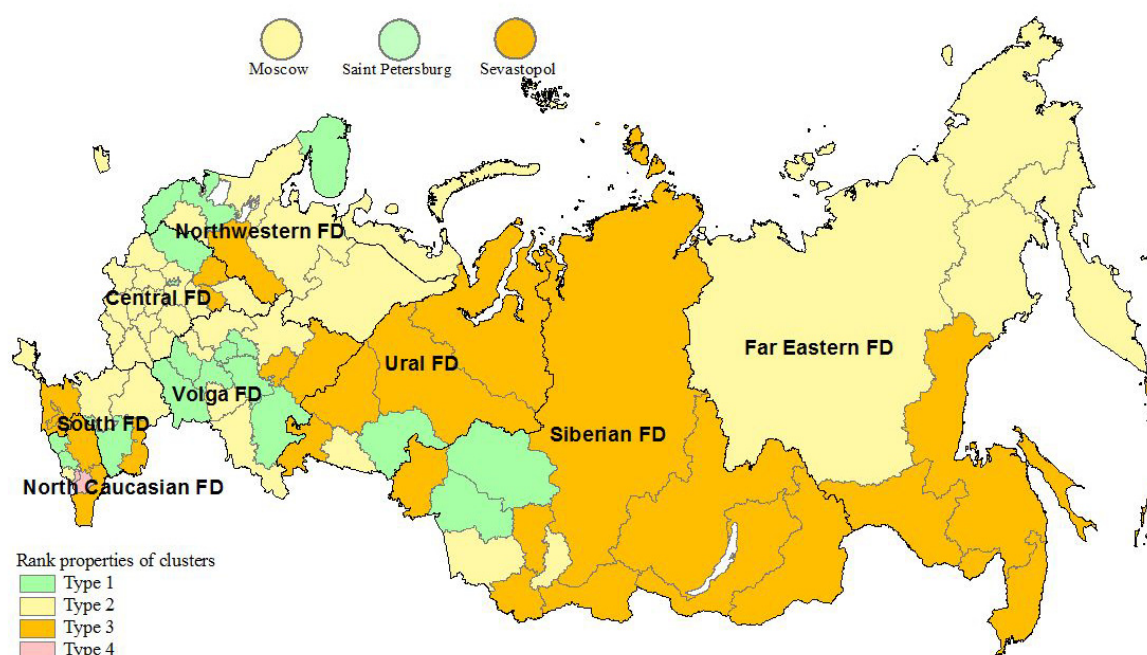 Moscow
Saint Petersburg
Sevastopol
Northwestern FD
Central FD
Far Eastern FD
Ural FD
Volga FD
South FD
Siberian FD
North Caucasian FD
Rank properties of clusters
Type 1
Type 2
Type 3
Type 4